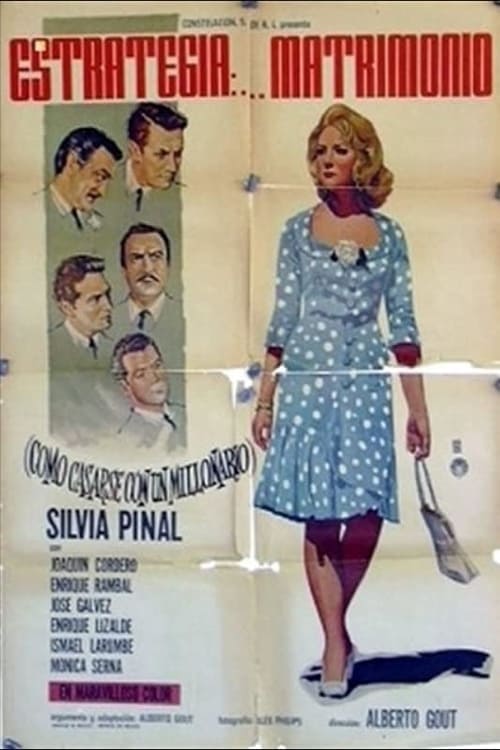 CONSTELACION, S. DE R. L. presenta
ESTRATEGIA:... MATRIMONIO
(COMO CASARSE CON UN MILLONARIO)
SILVIA PINAL
con
JOAQUIN CORDERO
ENRIQUE RAMBAL
JOSE GALVEZ
ENRIQUE LIZALDE
ISMAEL LARUMBE
MONICA SERNA
EN MARAVILLOSO COLOR
argumento y adaptación: ALBERTO GOUT
fotografía: ALEX PHILIPS
dirección: ALBERTO GOUT